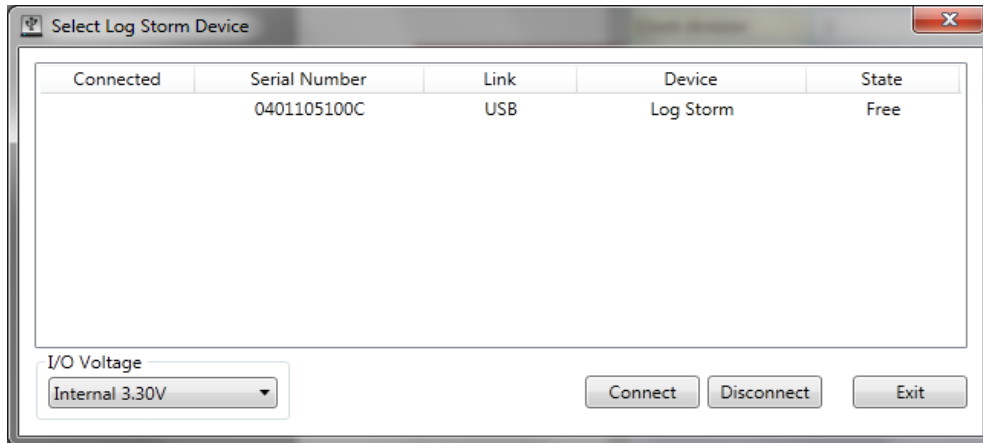 Select Log Storm Device
Connected Serial Number Link Device State
0401105100C USB Log Storm Free
I/O Voltage
Internal 3.30V
Connect Disconnect Exit